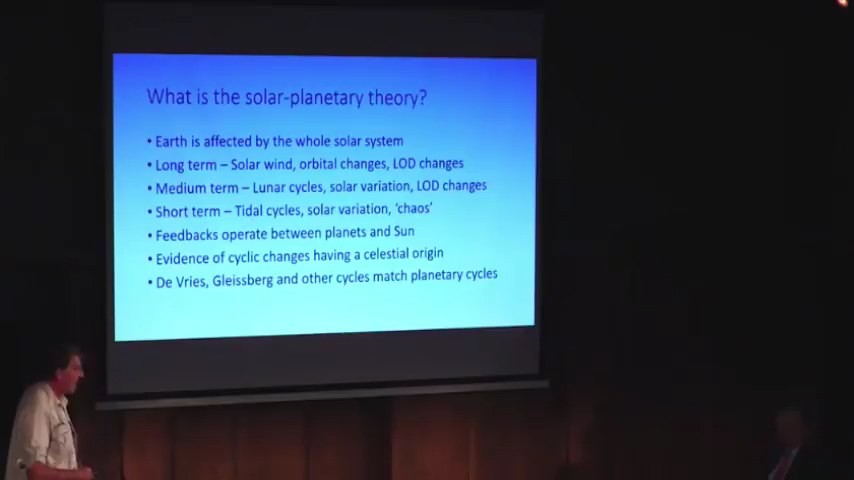 What is the solar-planetary theory?
• Earth is affected by the whole solar system
• Long term – Solar wind, orbital changes, LOD changes
• Medium term – Lunar cycles, solar variation, LOD changes
• Short term – Tidal cycles, solar variation, ‘chaos’
• Feedbacks operate between planets and Sun
• Evidence of cyclic changes having a celestial origin
• De Vries, Gleissberg and other cycles match planetary cycles